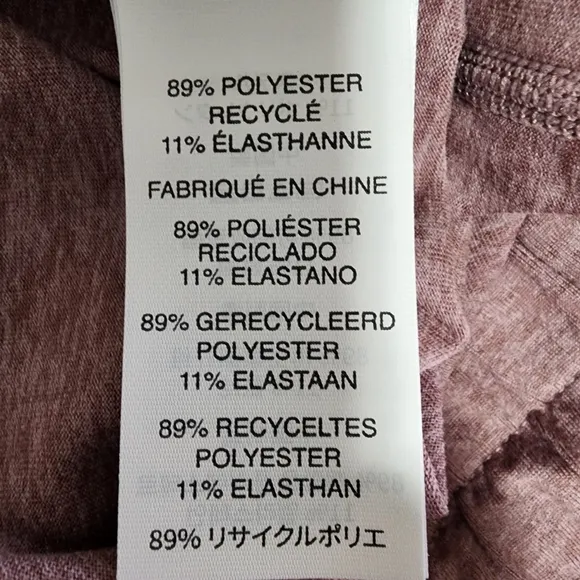 89% POLYESTER
RECYCLÉ
11% ÉLASTHANNE
FABRIQUÉ EN CHINE
89% POLIÉSTER
RECICLADO
11% ELASTANO
89% GERECYCLEERD
POLYESTER
11% ELASTAAN
89% RECYCELTES
POLYESTER
11% ELASTHAN
89% リサイクルポリエ